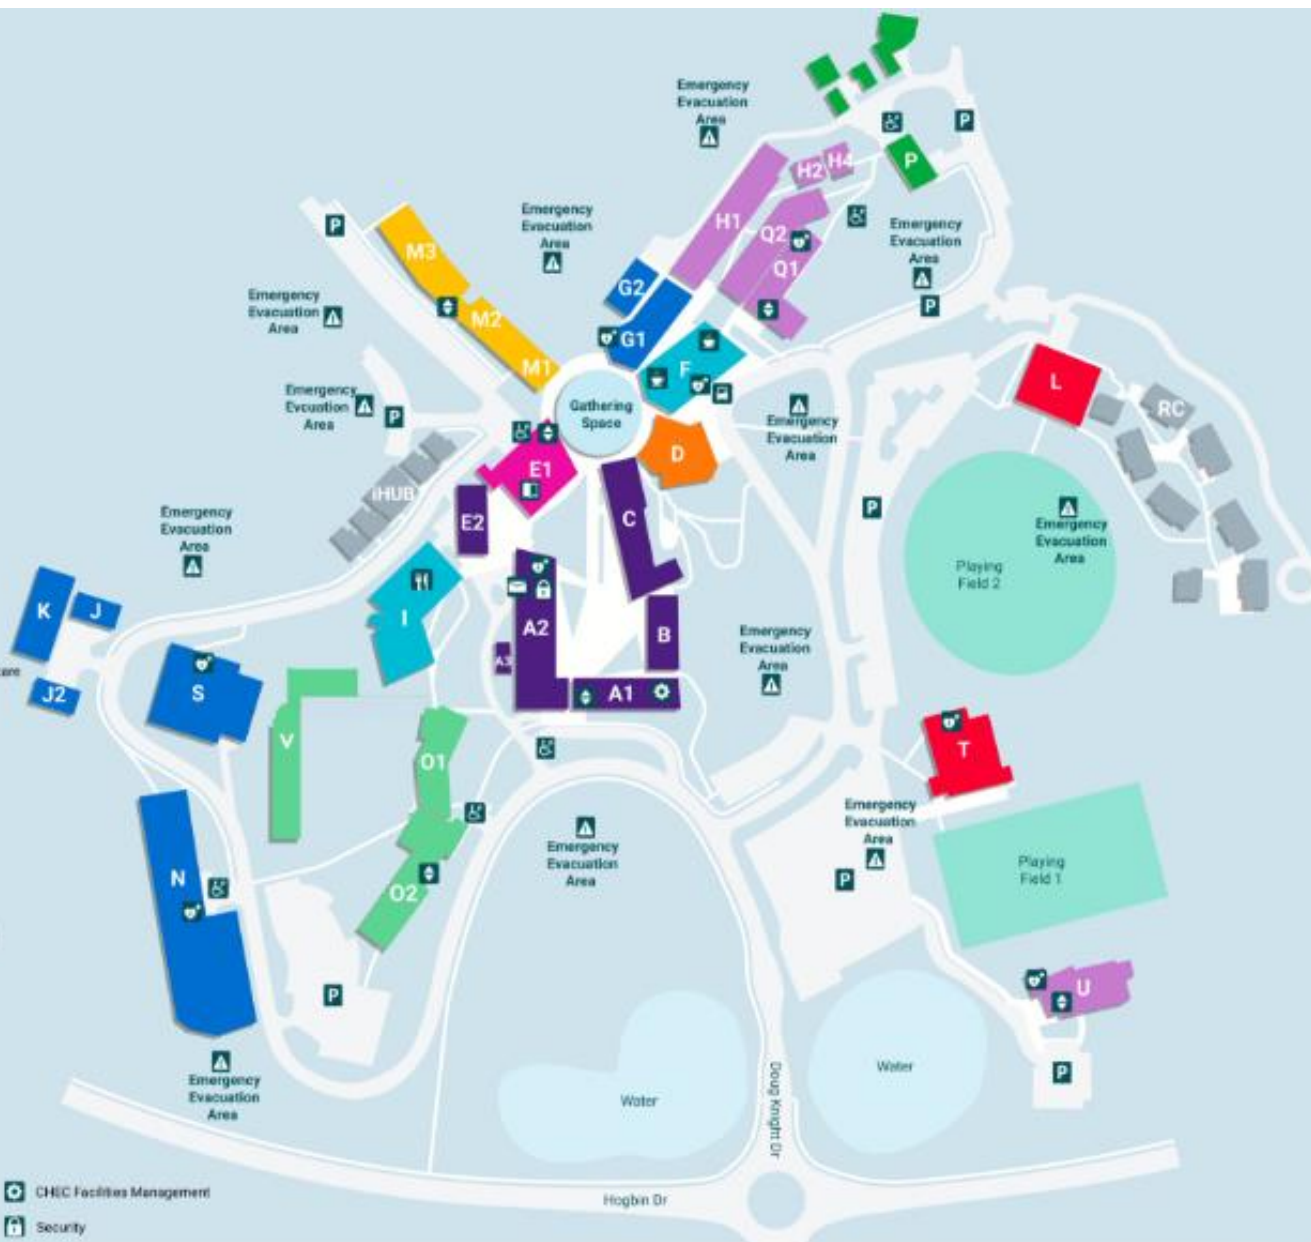 Emergency
Evacuation
Area
P
P
H2
H4
H1
Q2
Q1
Emergency
Evacuation
Area
P
Emergency
Evacuation
Area
P
M3
M2
M1
G2
G1
Emergency
Evacuation
Area
P
F
L
RC
Emergency
Evcuation
Area
P
Gathering
Space
Emergency
Evacuation
Area
D
E1
iHUB
E2
C
P
Emergency
Evacuation
Area
Emergency
Evacuation
Area
Playing
Field 2
K
J
J2
I
S
A2
A3
B
A1
Emergency
Evacuation
Area
V
O1
O2
T
Emergency
Evacuation
Area
P
Playing
Field 1
Emergency
Evacuation
Area
N
P
U
P
Emergency
Evacuation
Area
Water
Water
Doug Knight Dr
Hogbin Dr
CHEC Facilities Management
Security